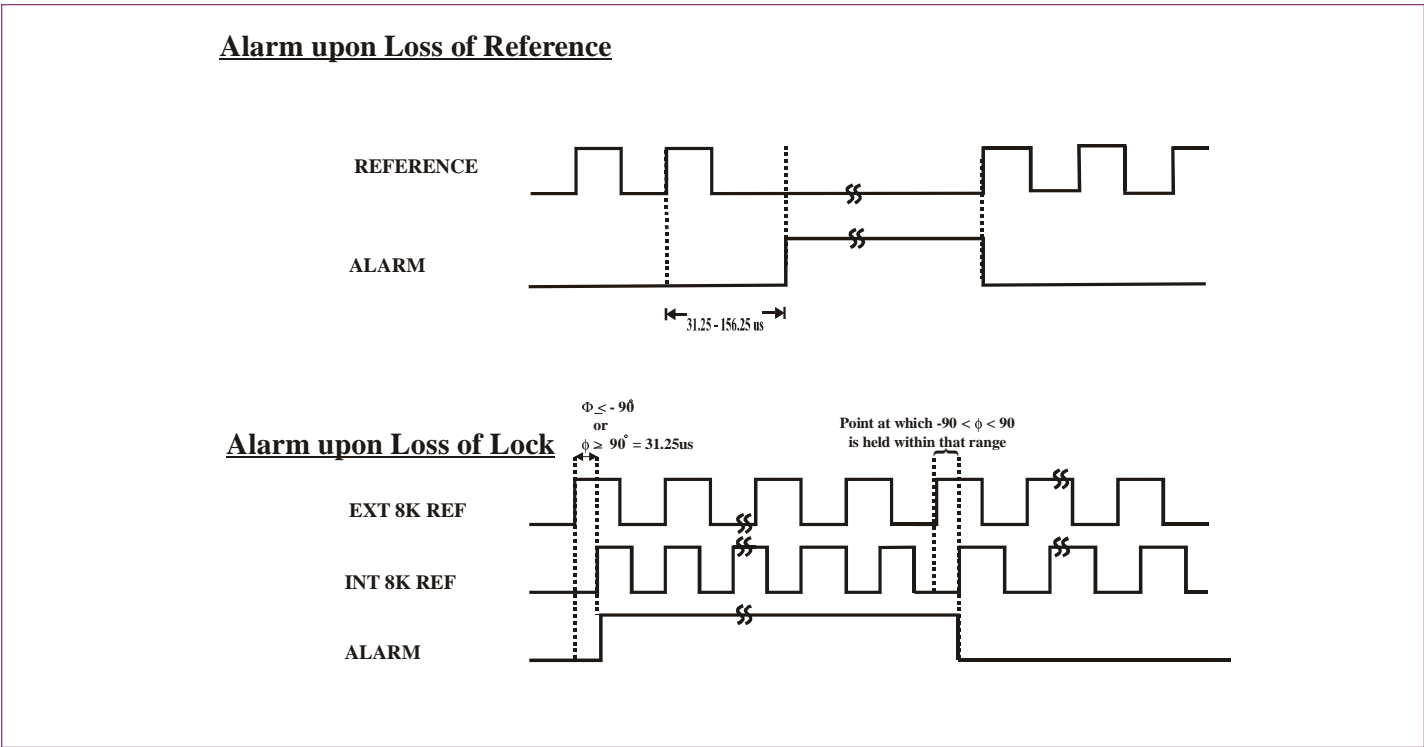 Alarm upon Loss of Reference
REFERENCE
ALARM
31.25 - 156.25 us
Φ ≤ - 90°
or
ϕ ≥ 90° = 31.25us
Point at which -90 < ϕ < 90
is held within that range
Alarm upon Loss of Lock
EXT 8K REF
INT 8K REF
ALARM